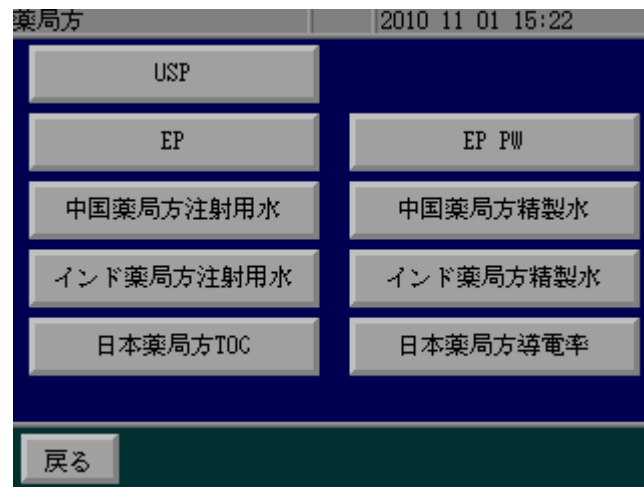 薬局方 2010 11 01 15:22
USP
EP EP PW
中国薬局方注射用水 中国薬局方精製水
インド薬局方注射用水 インド薬局方精製水
日本薬局方TOC 日本薬局方導電率
戻る